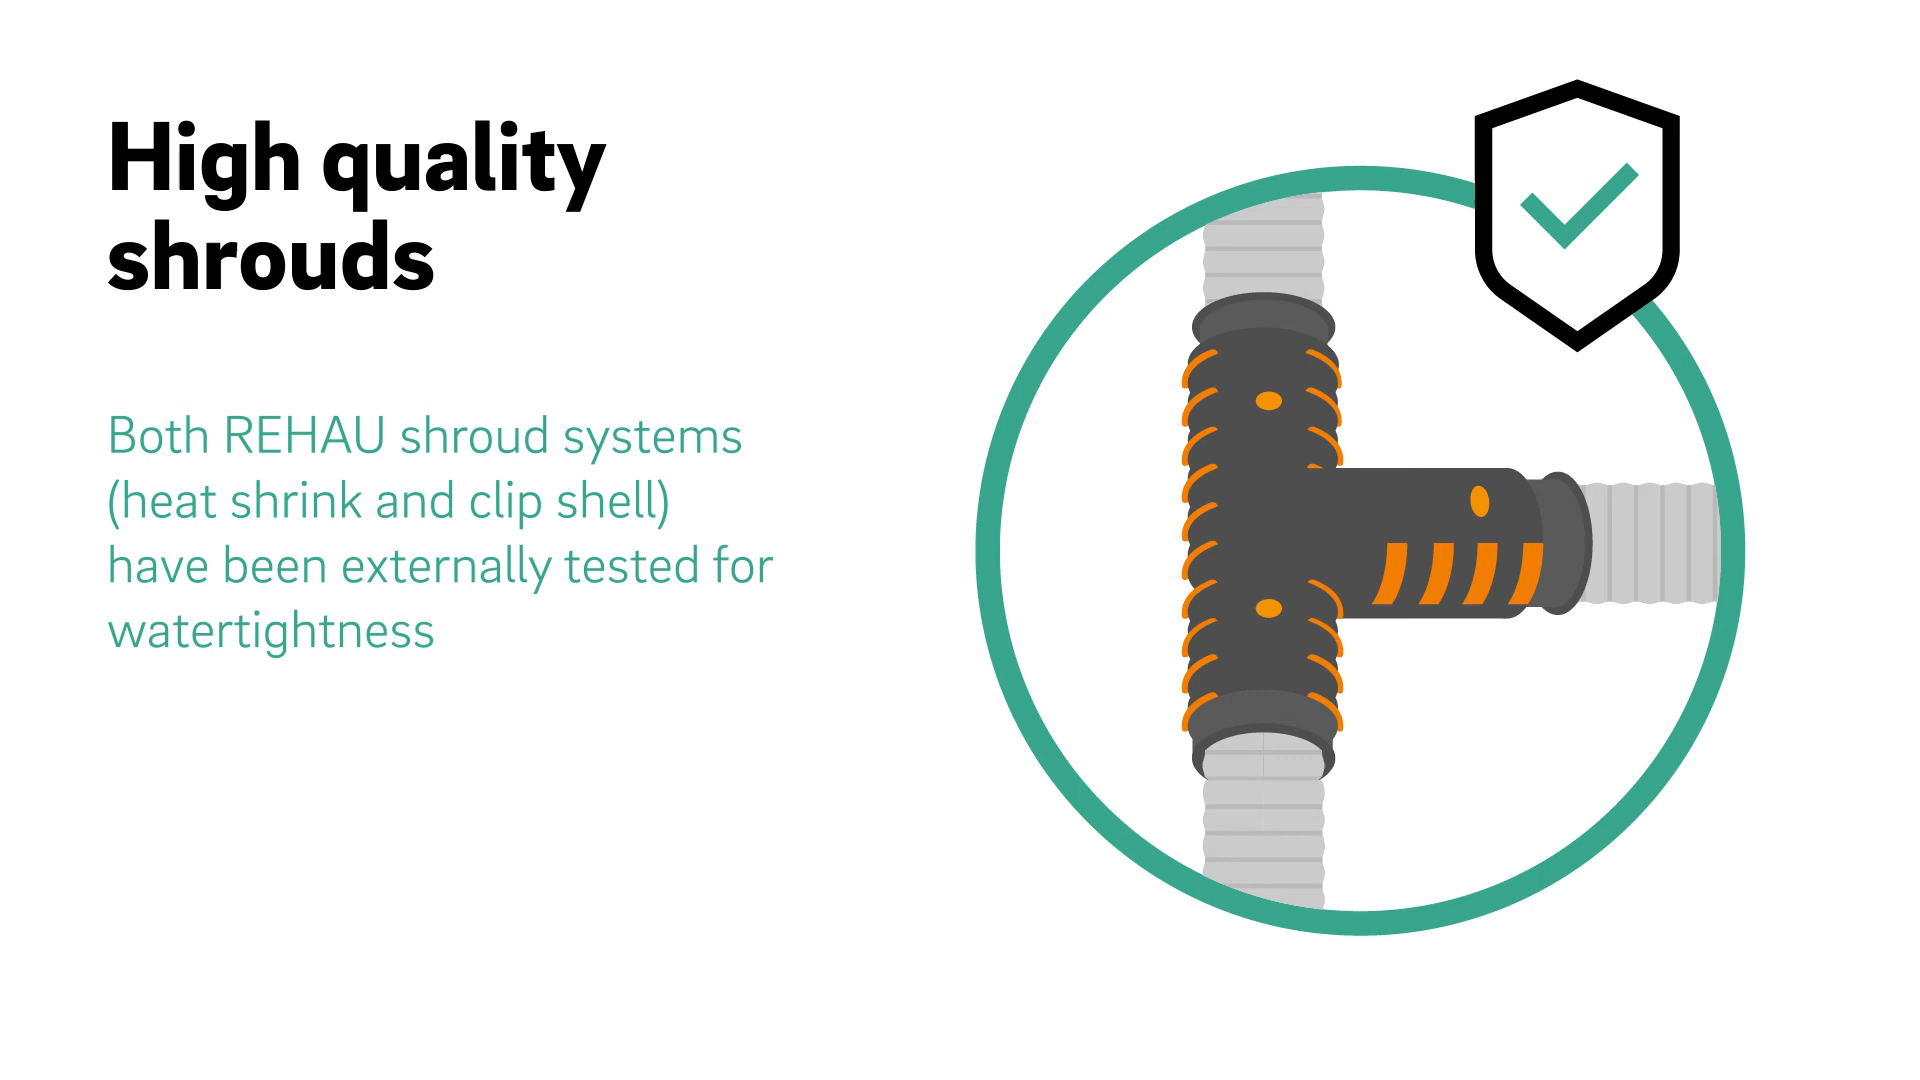 High quality
shrouds
Both REHAU shroud systems
(heat shrink and clip shell)
have been externally tested for
watertightness